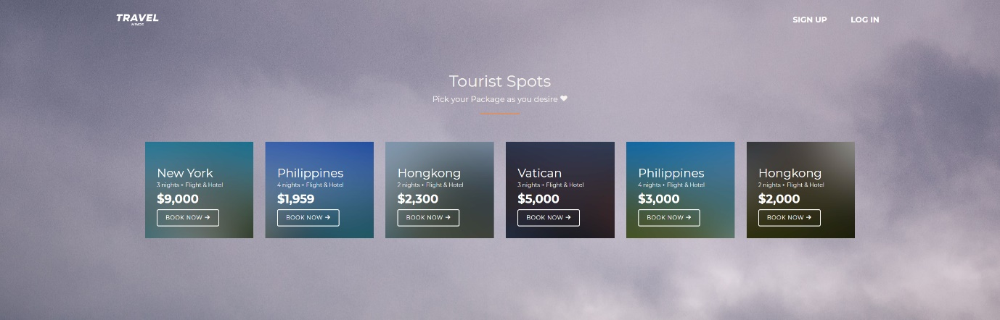 TRAVEL
MINDS
SIGN UP
LOG IN
Tourist Spots
Pick your Package as you desire ♥
New York
3 nights + Flight & Hotel
$9,000
BOOK NOW →
Philippines
4 nights + Flight & Hotel
$1,959
BOOK NOW →
Hongkong
2 nights + Flight & Hotel
$2,300
BOOK NOW →
Vatican
3 nights + Flight & Hotel
$5,000
BOOK NOW →
Philippines
4 nights + Flight & Hotel
$3,000
BOOK NOW →
Hongkong
2 nights + Flight & Hotel
$2,000
BOOK NOW →